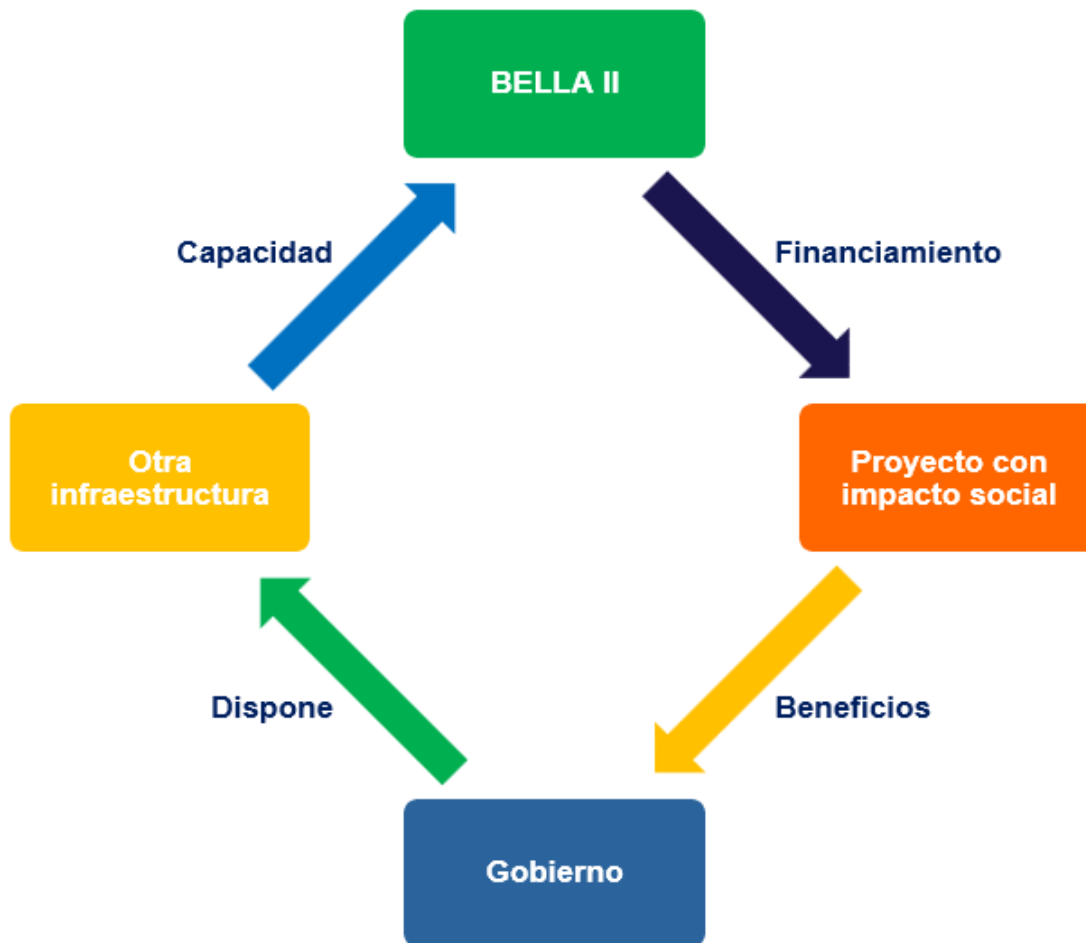 BELLA II
Capacidad
Financiamiento
Otra
infraestructura
Proyecto con
impacto social
Dispone
Beneficios
Gobierno